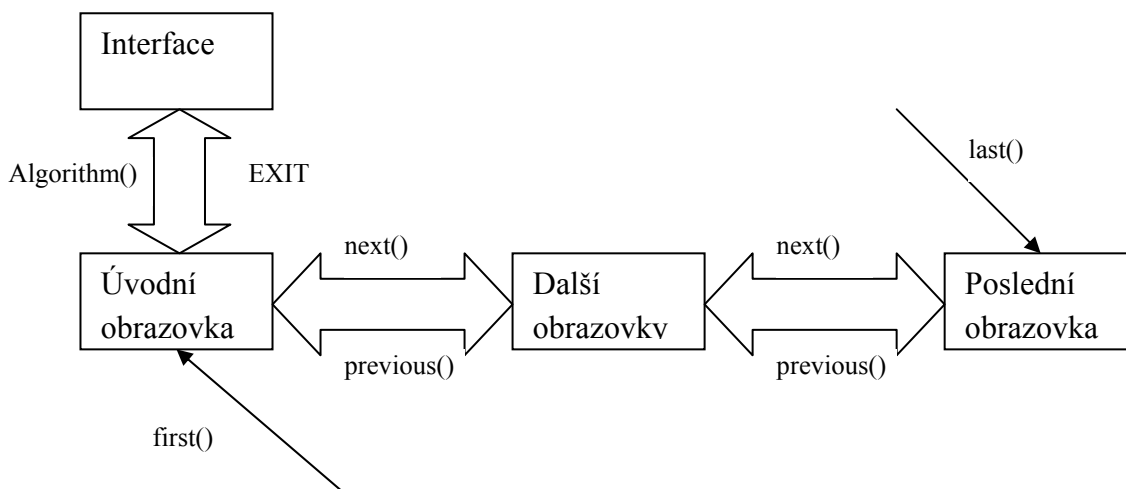 Interface
last()
Algorithm()
EXIT
next()
next()
Úvodní
obrazovka
Další
obrazovkv
Poslední
obrazovka
previous()
previous()
first()